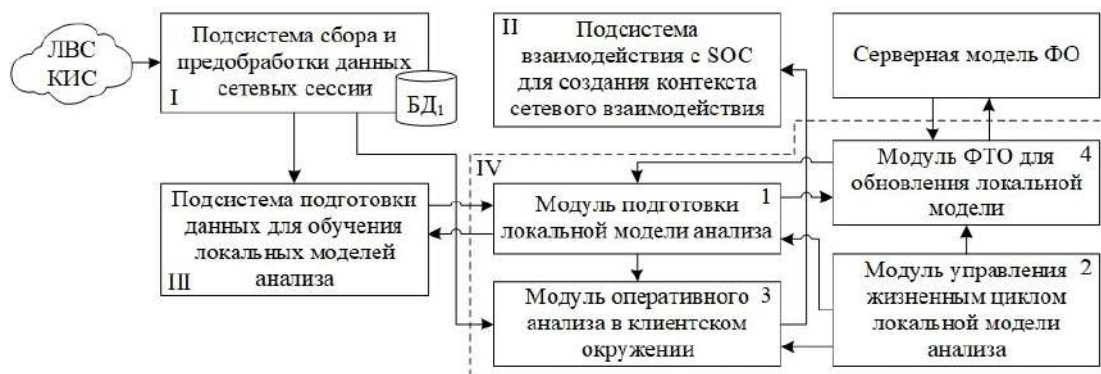 ЛВС
КИС
Подсистема сбора и
предобработки данных
сетевых сессии
I
БД₁
II
Подсистема
взаимодействия с SOC
для создания контекста
сетевого взаимодействия
Серверная модель ФО
Подсистема подготовки
данных для обучения
локальных моделей
анализа
III
IV
Модуль подготовки
локальной модели анализа
1
Модуль ФТО для
обновления локальной
модели
4
Модуль оперативного
анализа в клиентском
окружении
3
Модуль управления
жизненным циклом
локальной модели
анализа
2